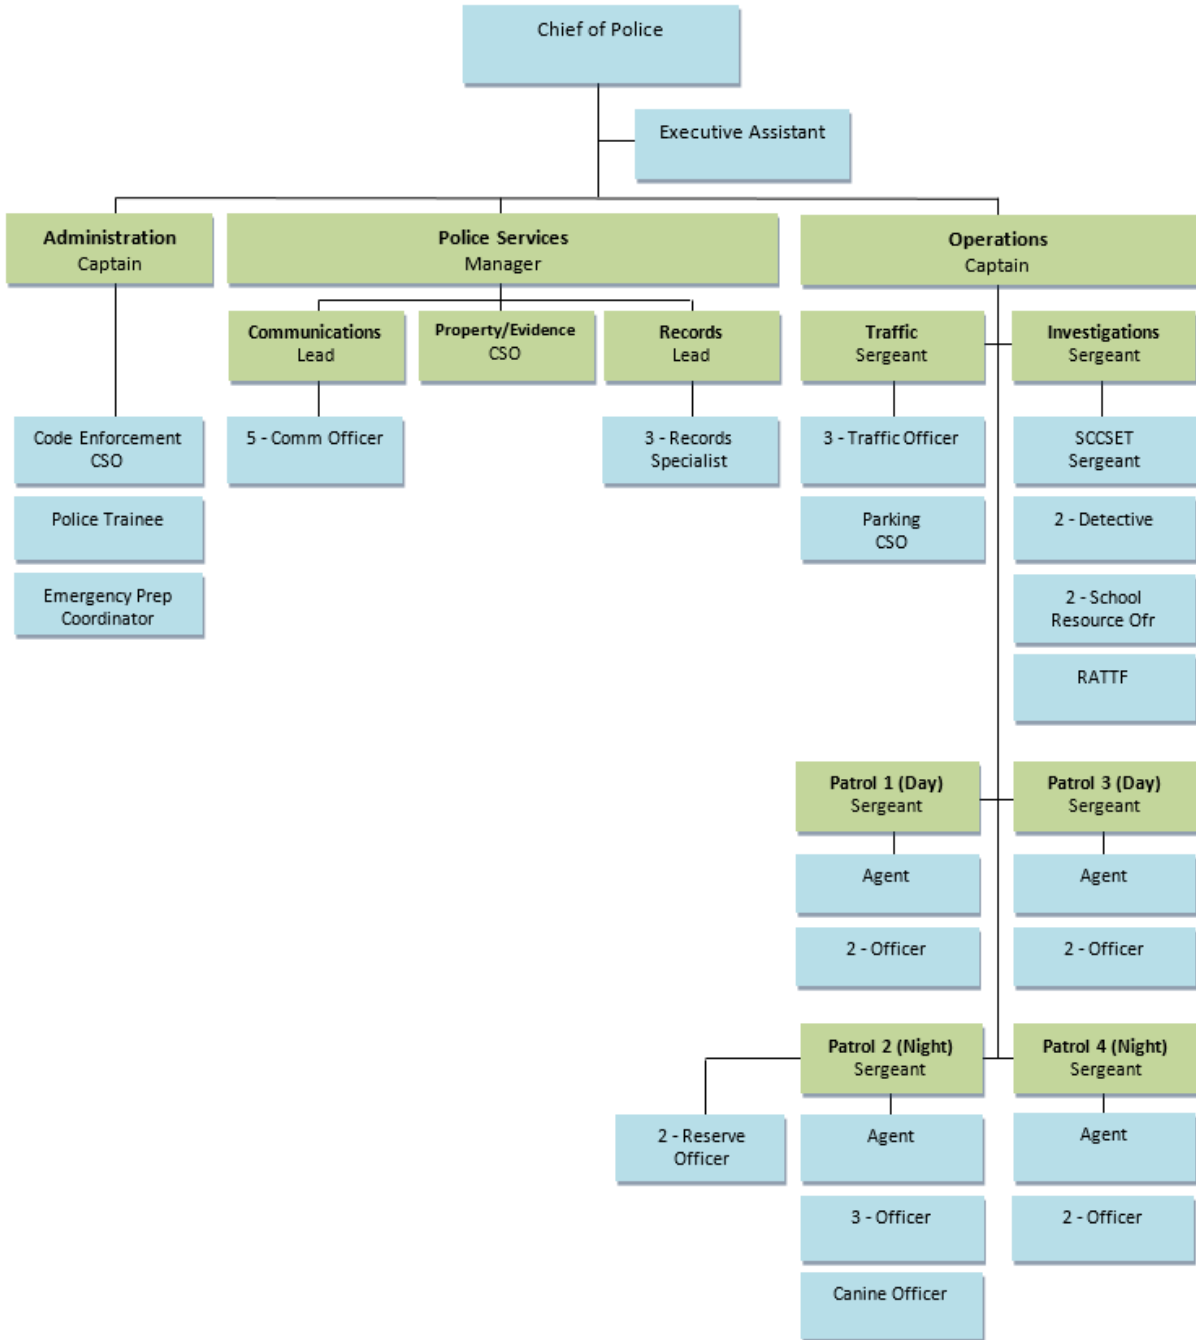 Chief of Police
Executive Assistant
Administration
Captain
Police Services
Manager
Operations
Captain
Communications
Lead
Property/Evidence
CSO
Records
Lead
Traffic
Sergeant
Investigations
Sergeant
Code Enforcement
CSO
5 - Comm Officer
3 - Records
Specialist
3 - Traffic Officer
SCCSET
Sergeant
Police Trainee
Parking
CSO
2 - Detective
Emergency Prep
Coordinator
2 - School
Resource Ofr
RATTF
Patrol 1 (Day)
Sergeant
Patrol 3 (Day)
Sergeant
Agent
Agent
2 - Officer
2 - Officer
Patrol 2 (Night)
Sergeant
Patrol 4 (Night)
Sergeant
2 - Reserve
Officer
Agent
Agent
3 - Officer
2 - Officer
Canine Officer